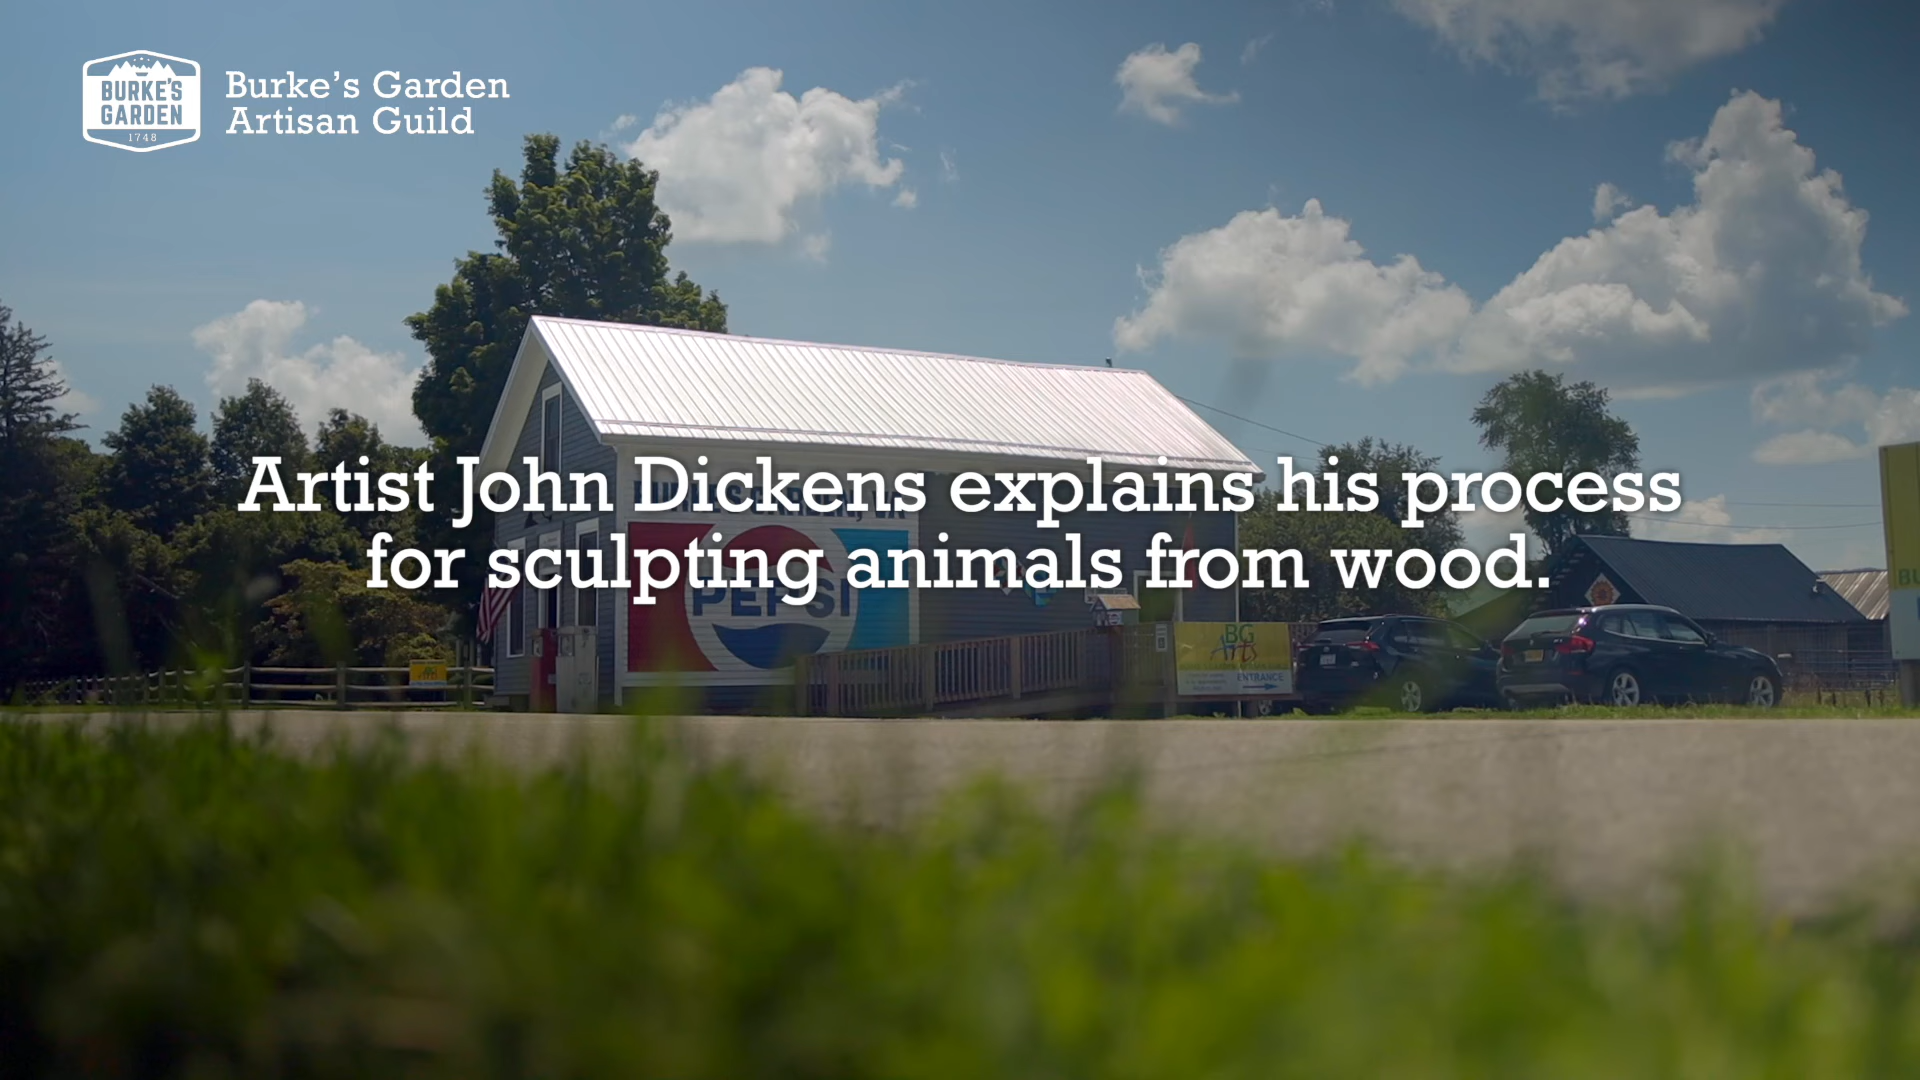 BURKE'S
GARDEN
1748
Burke's Garden
Artisan Guild
Artist John Dickens explains his process
for sculpting animals from wood.
PEPSI
BG
Arts
ENTRANCE